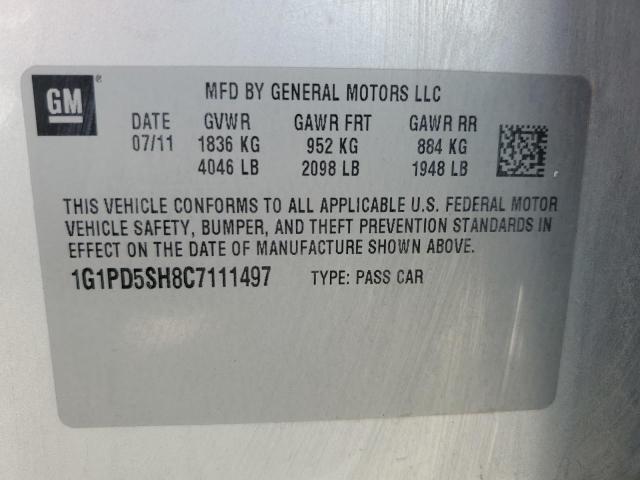 GM ®
MFD BY GENERAL MOTORS LLC
DATE GVWR GAWR FRT GAWR RR
07/11 1836 KG 952 KG 884 KG
4046 LB 2098 LB 1948 LB
THIS VEHICLE CONFORMS TO ALL APPLICABLE U.S. FEDERAL MOTOR
VEHICLE SAFETY, BUMPER, AND THEFT PREVENTION STANDARDS IN
EFFECT ON THE DATE OF MANUFACTURE SHOWN ABOVE.
1G1PD5SH8C7111497 TYPE: PASS CAR